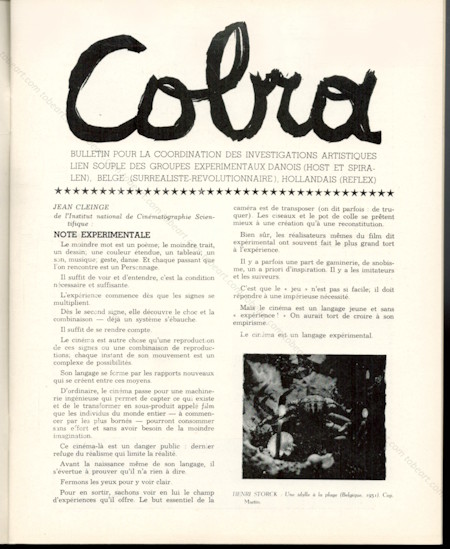 Cobra
BULLETIN POUR LA COORDINATION DES INVESTIGATIONS ARTISTIQUES
LIEN SOUPLE DES GROUPES EXPERIMENTAUX DANOIS (HOST ET SPIRA-
LEN), BELGE (SURREALISTE-REVOLUTIONNAIRE), HOLLANDAIS (REFLEX)
JEAN CLEINGE
de l'Institut national de Cinématographie Scien-
tifique :
NOTE EXPERIMENTALE
Le moindre mot est un poème, le moindre trait,
un dessin, une couleur étendue, un tableau; un
son, musique, geste, danse. Et chaque passant que
l'on rencontre est un Personnage.
Il suffit de voir et d'entendre, c'est la condition
nécessaire et suffisante.
L'expérience commence dès que les signes se
multiplient.
Dès le second signe, elle découvre le choc et la
combinaison — déjà un système s'ébauche.
Il suffit de se rendre compte.
Le cinéma est autre chose qu'une reproduction
de ces signes ou une combinaison de reproduc-
tions, chaque instant de son mouvement est un
complexe de possibilités.
Son langage se forme par les rapports nouveaux
qui se créent entre ces moyens.
D'ordinaire, le cinéma passe pour une machine-
rie ingénieuse qui permet de capter ce qui existe
et de le transformer en sous-produit appelé film
que les individus du monde entier — à commen-
cer par les plus bornés — pourront consommer
sans effort et sans avoir besoin de la moindre
imagination.
Ce cinéma-là est un danger public : dernier
refuge du réalisme qui limite la réalité.
Avant la naissance même de son langage, il
s'évertue à prouver qu'il n'a rien à dire.
Fermons les yeux pour y voir clair.
Pour en sortir, sachons voir en lui le champ
d'expériences qu'il offre. Le but essentiel de la
caméra est de transposer (on dit parfois : de tru-
quer). Les ciseaux et le pot de colle se prêtent
mieux à une création qu'à une reconstitution.
Bien sûr, les réalisateurs mêmes du film dit
expérimental ont souvent fait le plus grand tort
à l'expérience.
Il y a parfois une part de gaminerie, de snobis-
me, un a priori d'inspiration. Il y a les imitateurs
et les suiveurs.
C'est que le « jeu » n'est pas si facile, il doit
répondre à une impérieuse nécessité.
Mais le cinéma est un langage jeune et sans
« expérience » ! On aurait tort de croire à son
empirisme.
Le cinéma est un langage expérimental.
HENRI STORCK - Une idylle à la plage (Belgique, 1931). Cop.